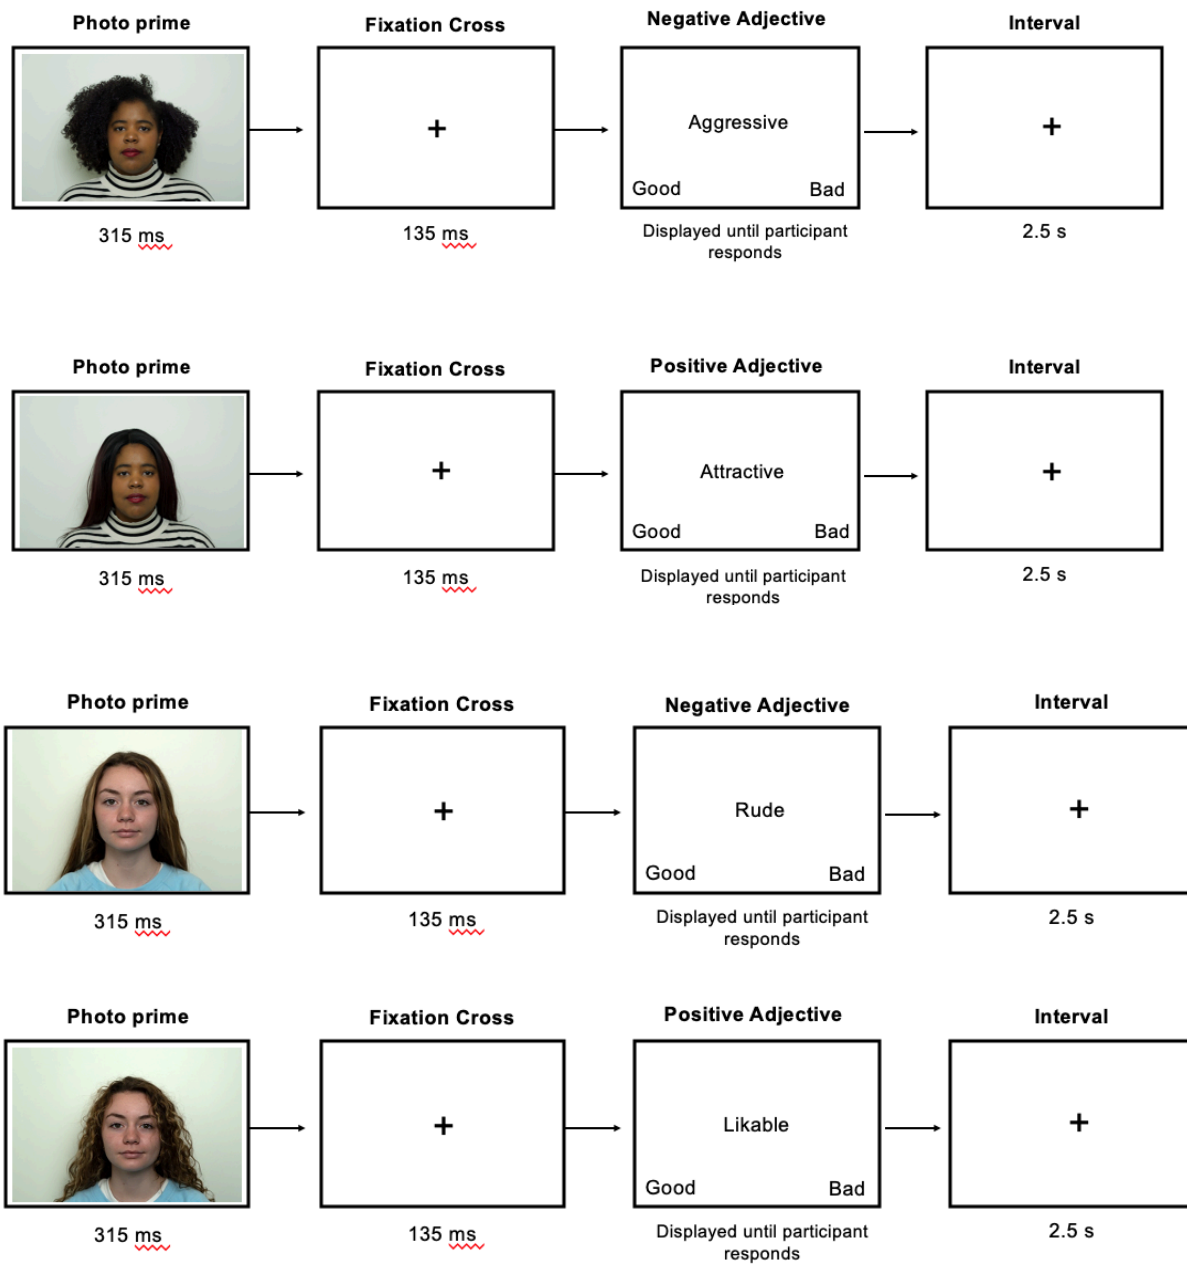 Photo prime
Fixation Cross
Negative Adjective
Interval
Aggressive
Good
Bad
315 ms
135 ms
Displayed until participant
responds
2.5 s
Photo prime
Fixation Cross
Positive Adjective
Interval
Attractive
Good
Bad
315 ms
135 ms
Displayed until participant
responds
2.5 s
Photo prime
Fixation Cross
Negative Adjective
Interval
Rude
Good
Bad
315 ms
135 ms
Displayed until participant
responds
2.5 s
Photo prime
Fixation Cross
Positive Adjective
Interval
Likable
Good
Bad
315 ms
135 ms
Displayed until participant
responds
2.5 s